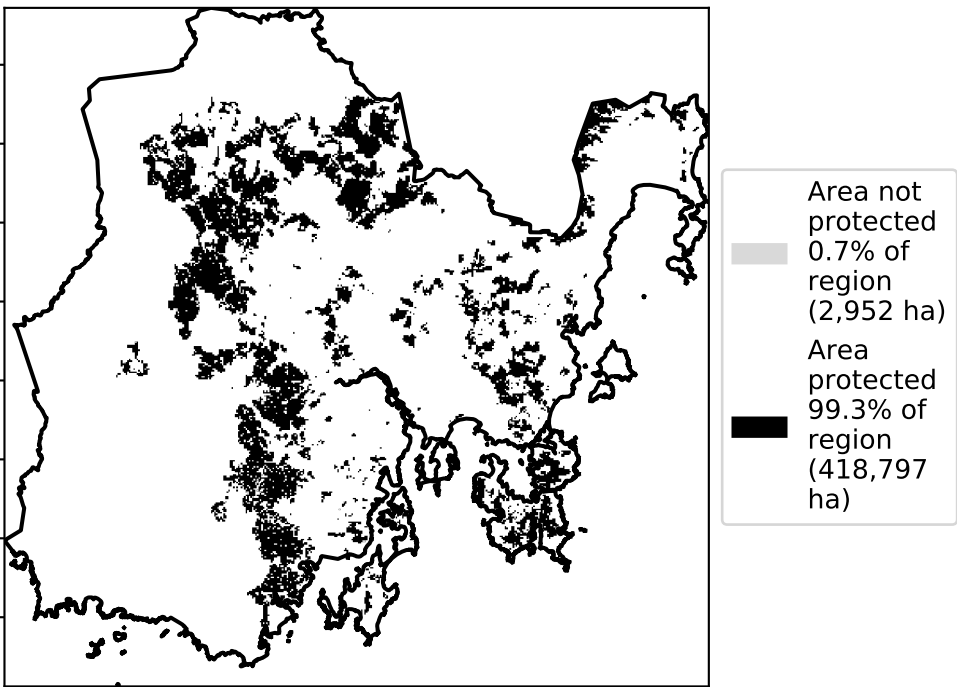 Area not
protected
0.7% of
region
(2,952 ha)
Area
protected
99.3% of
region
(418,797
ha)